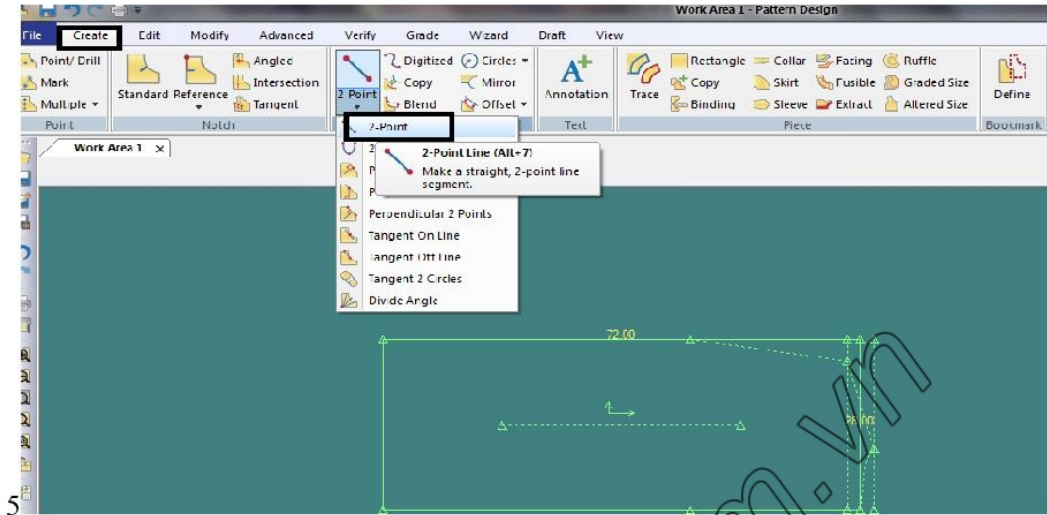 Work Area 1 - Pattern Design
File Create Edit Modify Advanced Verify Grade Wizard Draft View
Point/ Drill
Mark
Multiple
Point
Standard Reference
Angled
Intersection
Tangent
Notch
2 Point
Digitized Circles
Copy Mirror
Blend Offset
Annotation
Text
Trace
Rectangle Collar Facing Ruffle
Copy Skirt Fusible Graded Size
Binding Sleeve Extract Altered Size
Piece
Define
Bookmark
Work Area 1 x
2-Point
2-Point Line (Alt+7)
Make a straight, 2-point line
segment.
2
P
P
Perpendicular 2 Points
Tangent On Line
Tangent Off Line
Tangent 2 Circles
Divide Angle
72.00
28.00
m.vn
5